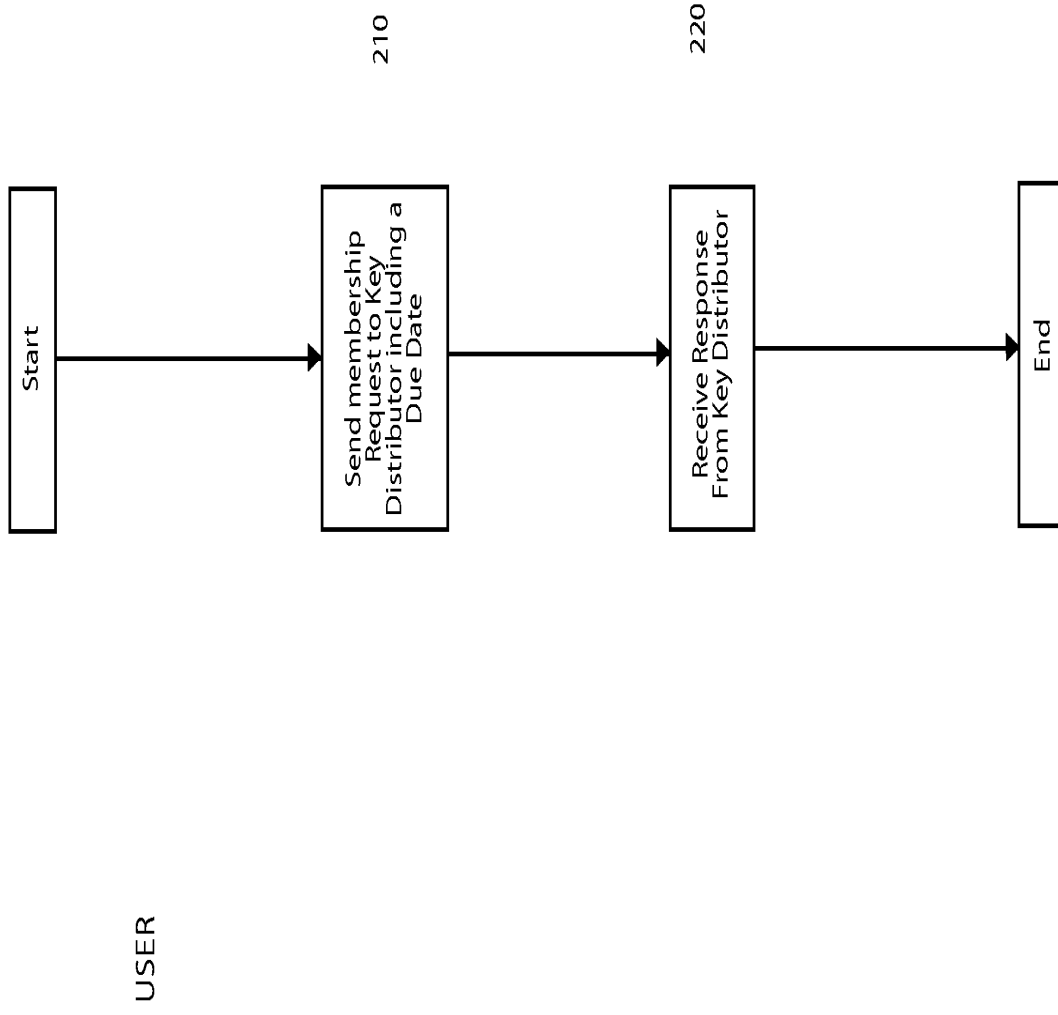 USER
Start
Send membership
Request to Key
Distributor including a
Due Date
210
Receive Response
From Key Distributor
220
End